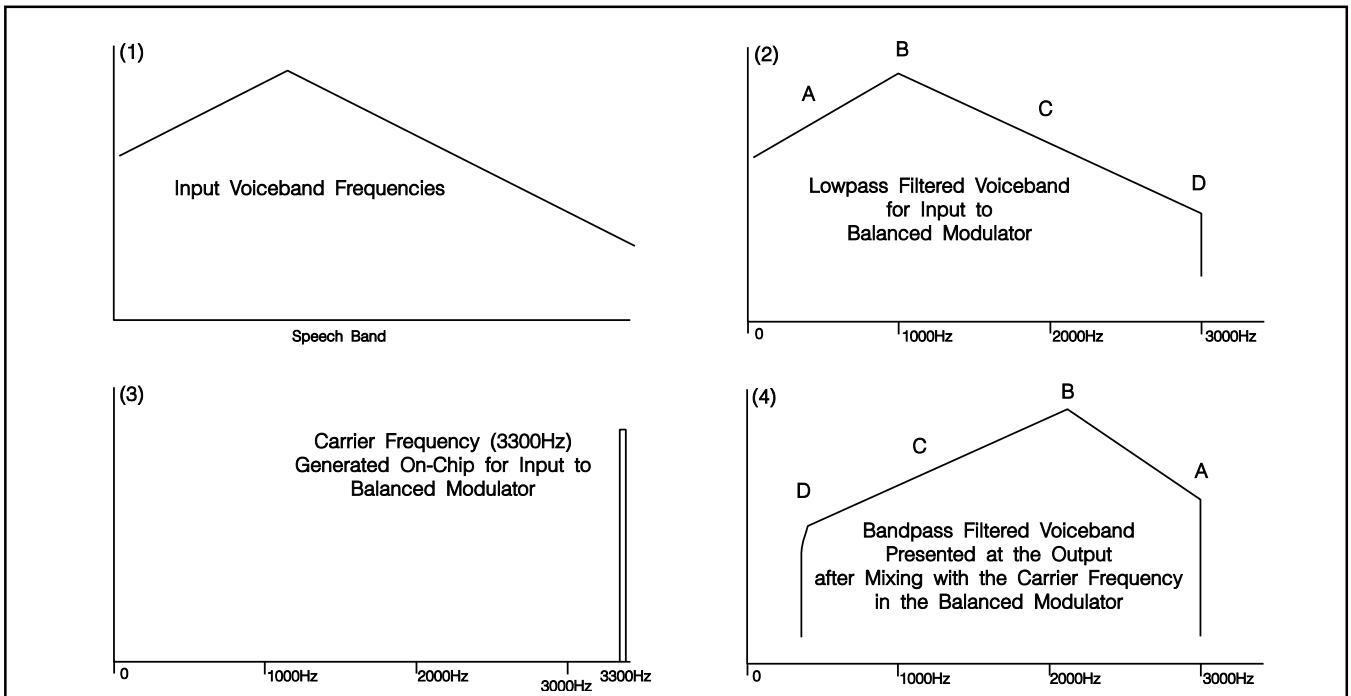 (1)
Input Voiceband Frequencies
Speech Band
(2)
A
B
C
D
Lowpass Filtered Voiceband
for Input to
Balanced Modulator
0
1000Hz
2000Hz
3000Hz
(3)
Carrier Frequency (3300Hz)
Generated On-Chip for Input to
Balanced Modulator
0
1000Hz
2000Hz
3000Hz
3300Hz
(4)
D
C
B
A
Bandpass Filtered Voiceband
Presented at the Output
after Mixing with the Carrier Frequency
in the Balanced Modulator
0
1000Hz
2000Hz
3000Hz